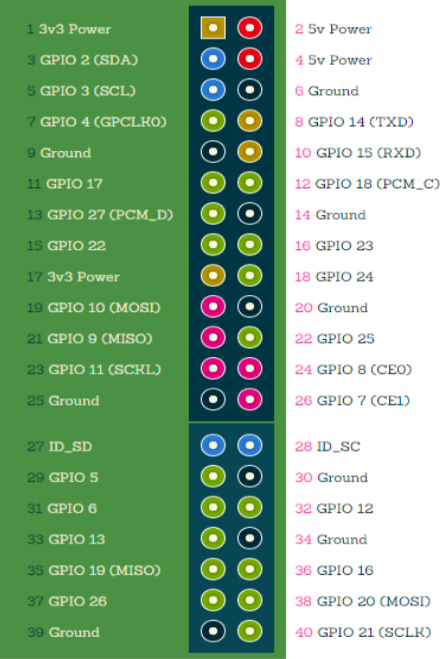 1 3v3 Power 2 5v Power
3 GPIO 2 (SDA) 4 5v Power
5 GPIO 3 (SCL) 6 Ground
7 GPIO 4 (GPCLK0) 8 GPIO 14 (TXD)
9 Ground 10 GPIO 15 (RXD)
11 GPIO 17 12 GPIO 18 (PCM_C)
13 GPIO 27 (PCM_D) 14 Ground
15 GPIO 22 16 GPIO 23
17 3v3 Power 18 GPIO 24
19 GPIO 10 (MOSI) 20 Ground
21 GPIO 9 (MISO) 22 GPIO 25
23 GPIO 11 (SCKL) 24 GPIO 8 (CE0)
25 Ground 26 GPIO 7 (CE1)
27 ID_SD 28 ID_SC
29 GPIO 5 30 Ground
31 GPIO 6 32 GPIO 12
33 GPIO 13 34 Ground
35 GPIO 19 (MISO) 36 GPIO 16
37 GPIO 26 38 GPIO 20 (MOSI)
39 Ground 40 GPIO 21 (SCLK)